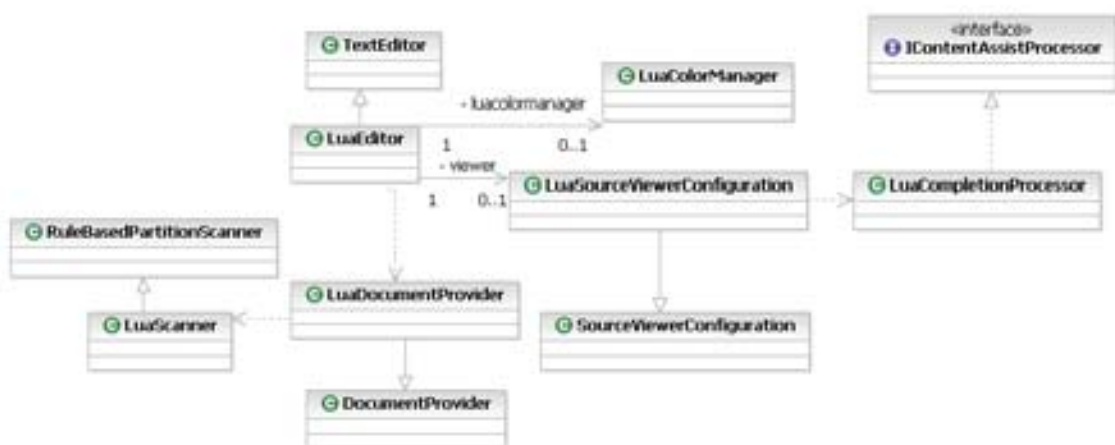 <interface>
IContentAssistProcessor
TextEditor
LuaColorManager
- luacolormanager
LuaEditor
1
0..1
- viewer
LuaSourceViewerConfiguration
LuaCompletionProcessor
1
0..1
RuleBasedPartitionScanner
LuaDocumentProvider
LuaScanner
SourceViewerConfiguration
DocumentProvider